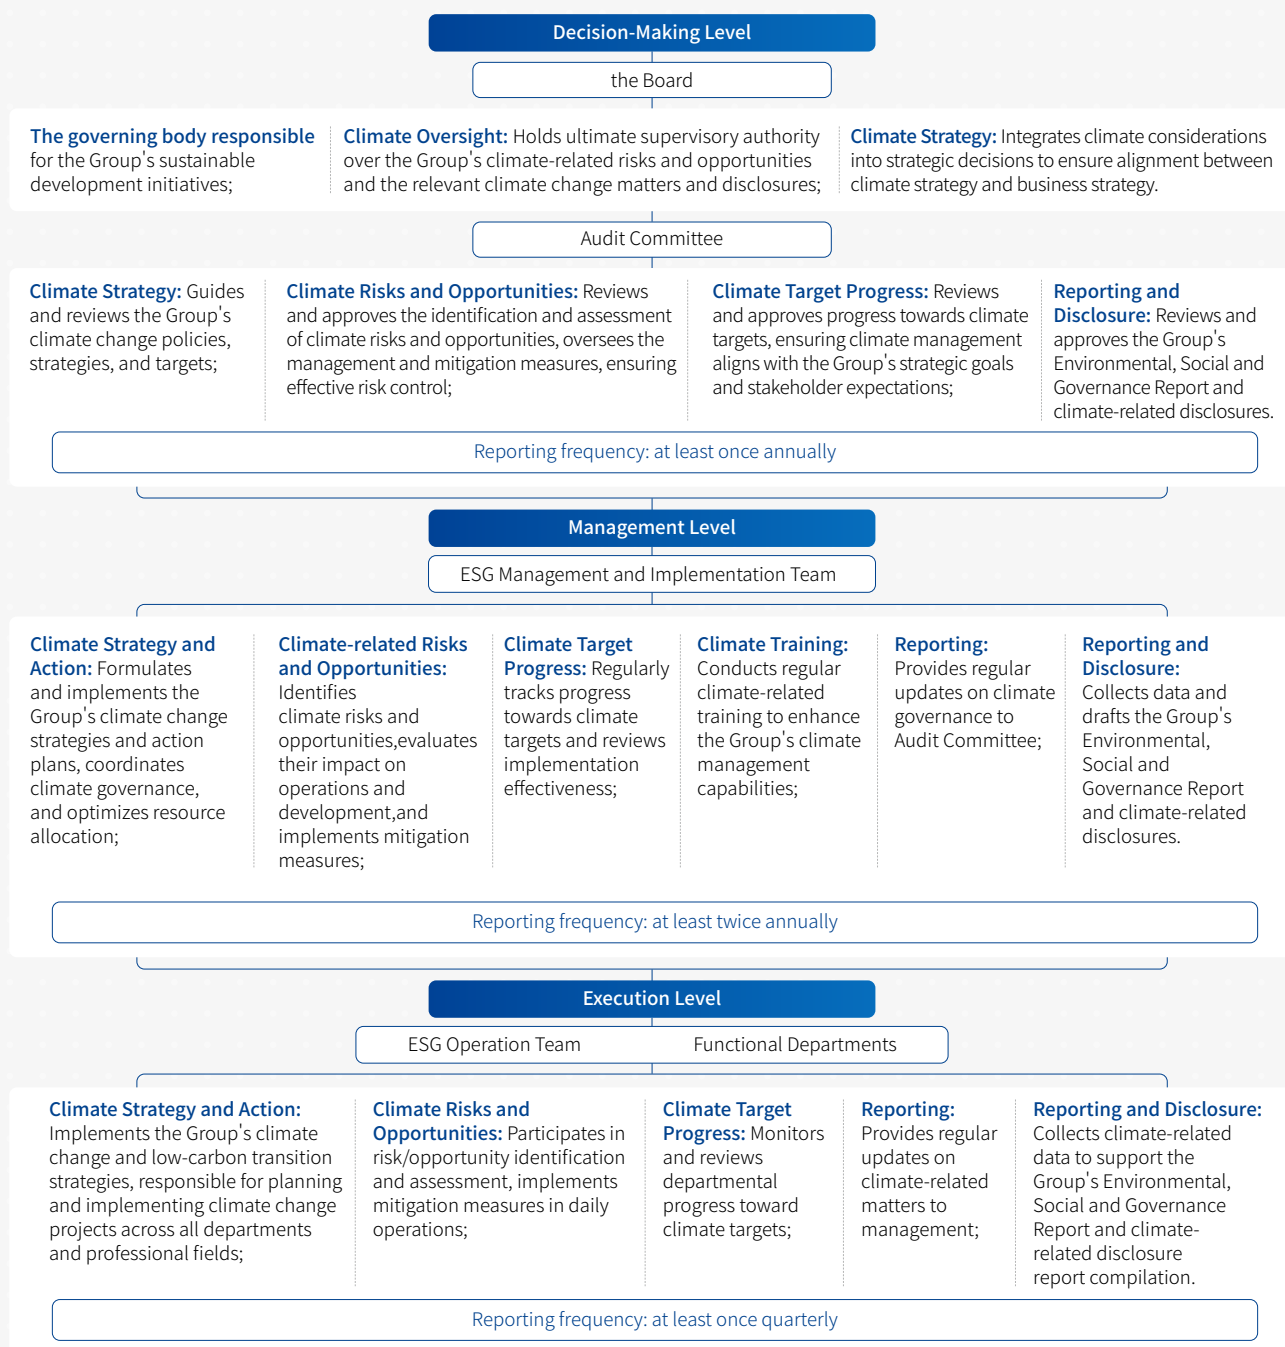 Decision-Making Level
the Board
The governing body responsible
for the Group's sustainable
development initiatives;
Climate Oversight: Holds ultimate supervisory authority
over the Group's climate-related risks and opportunities
and the relevant climate change matters and disclosures;
Climate Strategy: Integrates climate considerations
into strategic decisions to ensure alignment between
climate strategy and business strategy.
Audit Committee
Climate Strategy: Guides
and reviews the Group's
climate change policies,
strategies, and targets;
Climate Risks and Opportunities: Reviews
and approves the identification and assessment
of climate risks and opportunities, oversees the
management and mitigation measures, ensuring
effective risk control;
Climate Target Progress: Reviews
and approves progress towards climate
targets, ensuring climate management
aligns with the Group's strategic goals
and stakeholder expectations;
Reporting and
Disclosure: Reviews and
approves the Group's
Environmental, Social and
Governance Report and
climate-related disclosures.
Reporting frequency: at least once annually
Management Level
ESG Management and Implementation Team
Climate Strategy and
Action: Formulates
and implements the
Group's climate change
strategies and action
plans, coordinates
climate governance,
and optimizes resource
allocation;
Climate-related Risks
and Opportunities:
Identifies
climate risks and
opportunities,evaluates
their impact on
operations and
development,and
implements mitigation
measures;
Climate Target
Progress: Regularly
tracks progress
towards climate
targets and reviews
implementation
effectiveness;
Climate Training:
Conducts regular
climate-related
training to enhance
the Group's climate
management
capabilities;
Reporting:
Provides regular
updates on climate
governance to
Audit Committee;
Reporting and
Disclosure:
Collects data and
drafts the Group's
Environmental,
Social and
Governance Report
and climate-related
disclosures.
Reporting frequency: at least twice annually
Execution Level
ESG Operation Team
Functional Departments
Climate Strategy and Action:
Implements the Group's climate
change and low-carbon transition
strategies, responsible for planning
and implementing climate change
projects across all departments
and professional fields;
Climate Risks and
Opportunities: Participates in
risk/opportunity identification
and assessment, implements
mitigation measures in daily
operations;
Climate Target
Progress: Monitors
and reviews
departmental
progress toward
climate targets;
Reporting:
Provides regular
updates on
climate-related
matters to
management;
Reporting and Disclosure:
Collects climate-related
data to support the
Group's Environmental,
Social and Governance
Report and climate-
related disclosure
report compilation.
Reporting frequency: at least once quarterly